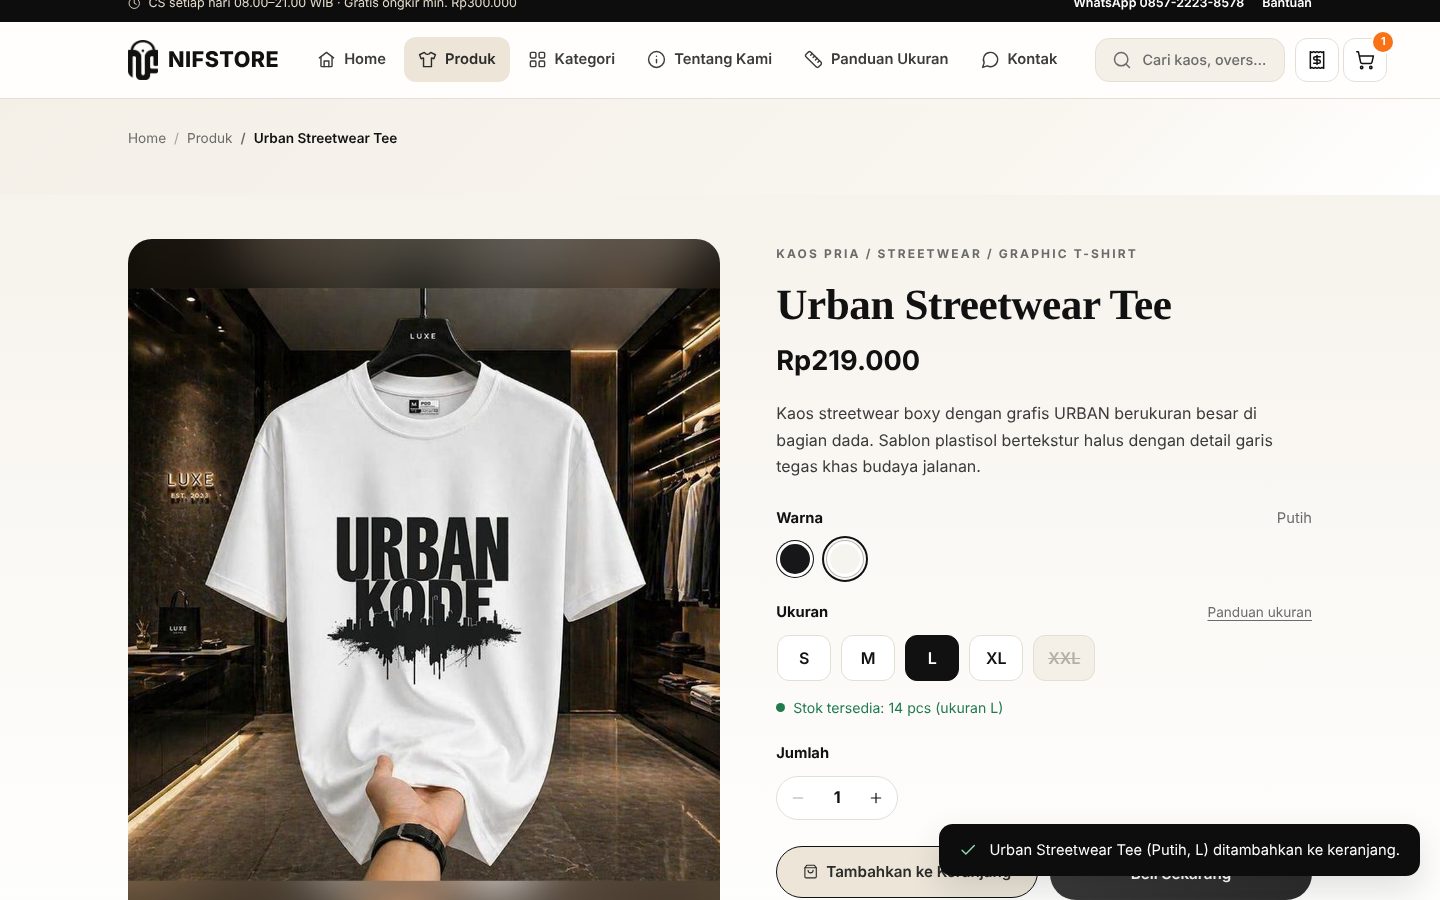 CS setiap hari 08.00–21.00 WIB · Gratis ongkir min. Rp300.000
WhatsApp 0857-2223-8578 Bantuan
NIFSTORE
Home
Produk
Kategori
Tentang Kami
Panduan Ukuran
Kontak
Cari kaos, overs...
1
Home / Produk / Urban Streetwear Tee
LUXE
LUXE
EST. 2023
URBAN
KODE
LUXE
KAOS PRIA / STREETWEAR / GRAPHIC T-SHIRT
Urban Streetwear Tee
Rp219.000
Kaos streetwear boxy dengan grafis URBAN berukuran besar di
bagian dada. Sablon plastisol bertekstur halus dengan detail garis
tegas khas budaya jalanan.
Warna
Putih
Ukuran
Panduan ukuran
S M L XL XXL
Stok tersedia: 14 pcs (ukuran L)
Jumlah
1
Urban Streetwear Tee (Putih, L) ditambahkan ke keranjang.
Tambahkan ke Keranjang
Beli Sekarang